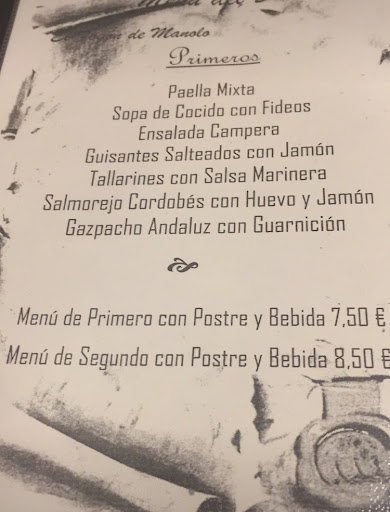 de Manolo
Primeros
Paella Mixta
Sopa de Cocido con Fideos
Ensalada Campera
Guisantes Salteados con Jamón
Tallarines con Salsa Marinera
Salmorejo Cordobés con Huevo y Jamón
Gazpacho Andaluz con Guarnición
Menú de Primero con Postre y Bebida 7,50 €
Menú de Segundo con Postre y Bebida 8,50 €